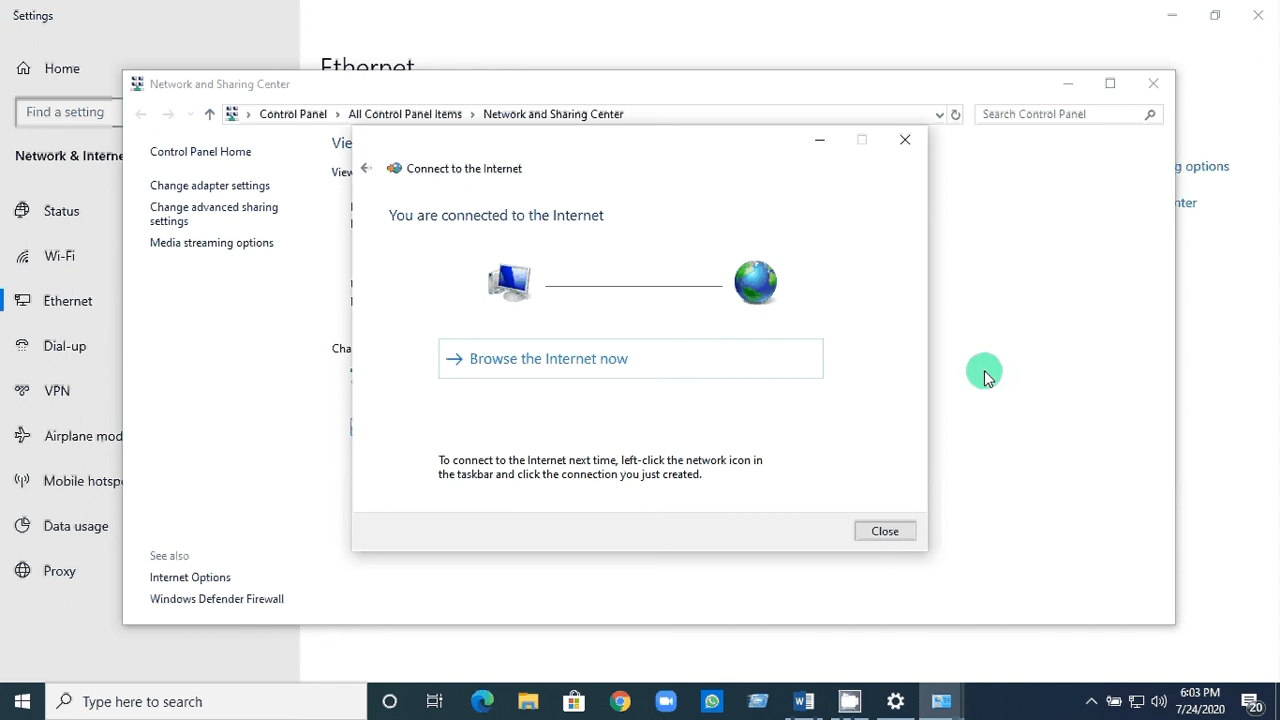 Settings
Ethernet
Home
Find a setting
Network & Interne
Status
Wi-Fi
Ethernet
Dial-up
VPN
Airplane mod
Mobile hotsp
Data usage
Proxy
g options
nter
Network and Sharing Center
Control Panel > All Control Panel Items > Network and Sharing Center
Search Control Panel
Control Panel Home
Change adapter settings
Change advanced sharing
settings
Media streaming options
See also
Internet Options
Windows Defender Firewall
Vie
View
Cha
Connect to the Internet
You are connected to the Internet
Browse the Internet now
To connect to the Internet next time, left-click the network icon in
the taskbar and click the connection you just created.
Close
Type here to search
6:03 PM
7/24/2020
20